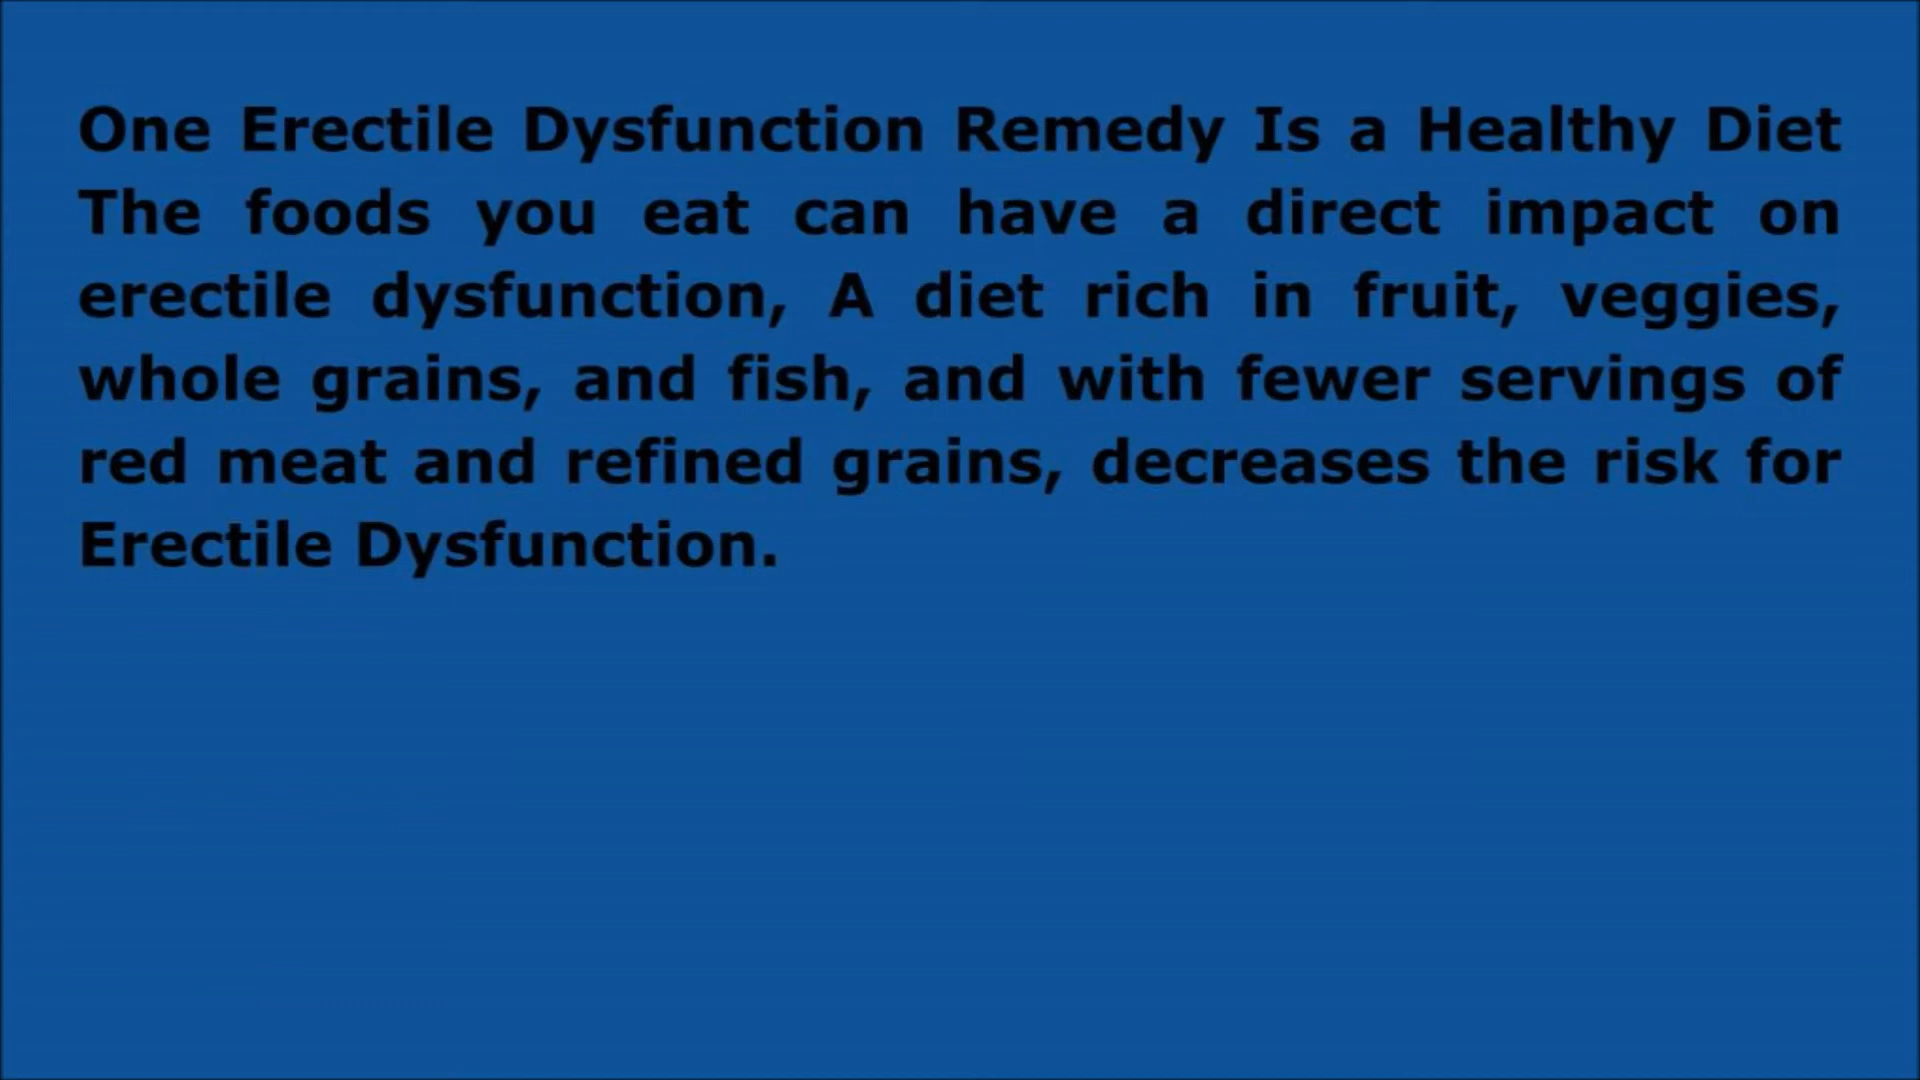 One Erectile Dysfunction Remedy Is a Healthy Diet
The foods you eat can have a direct impact on
erectile dysfunction, A diet rich in fruit, veggies,
whole grains, and fish, and with fewer servings of
red meat and refined grains, decreases the risk for
Erectile Dysfunction.